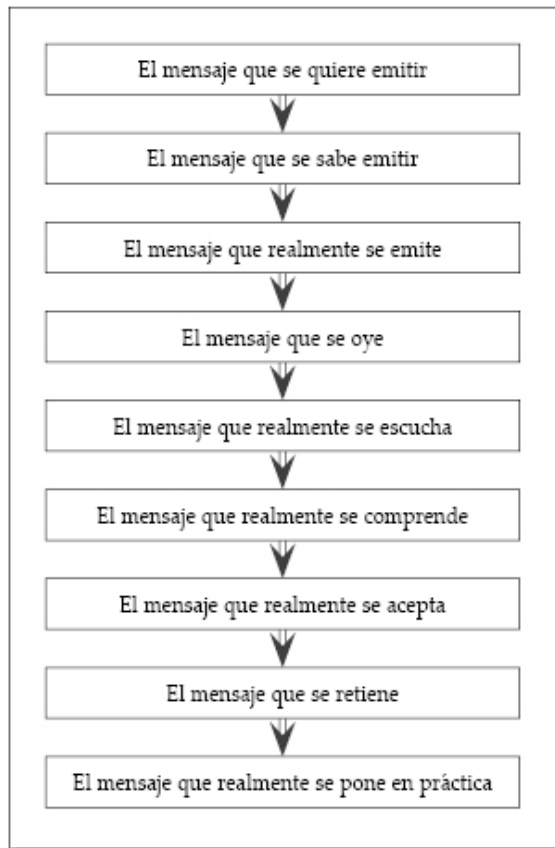 El mensaje que se quiere emitir
El mensaje que se sabe emitir
El mensaje que realmente se emite
El mensaje que se oye
El mensaje que realmente se escucha
El mensaje que realmente se comprende
El mensaje que realmente se acepta
El mensaje que se retiene
El mensaje que realmente se pone en práctica